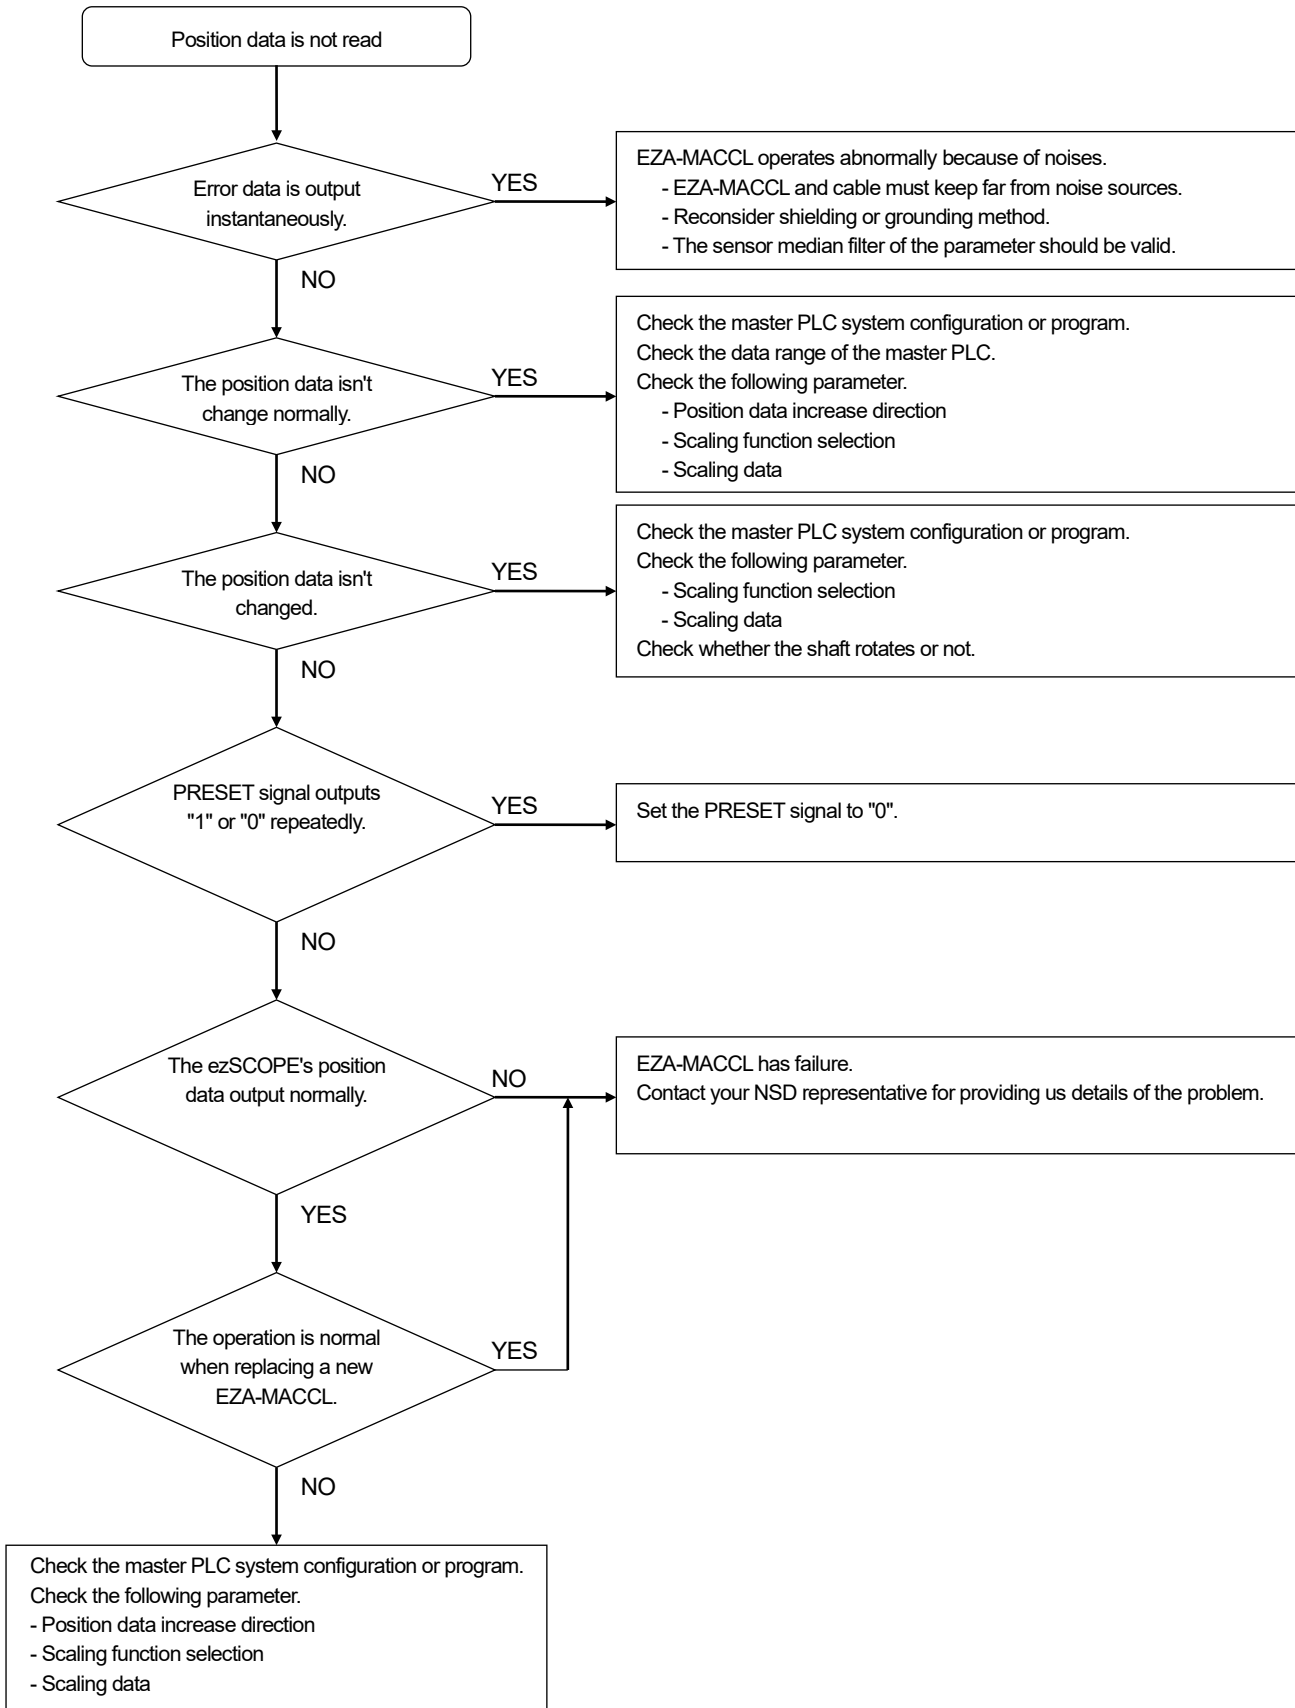 Position data is not read
Error data is output
instantaneously.
YES
EZA-MACCL operates abnormally because of noises.
- EZA-MACCL and cable must keep far from noise sources.
- Reconsider shielding or grounding method.
- The sensor median filter of the parameter should be valid.
NO
The position data isn't
change normally.
YES
Check the master PLC system configuration or program.
Check the data range of the master PLC.
Check the following parameter.
- Position data increase direction
- Scaling function selection
- Scaling data
NO
The position data isn't
changed.
YES
Check the master PLC system configuration or program.
Check the following parameter.
- Scaling function selection
- Scaling data
Check whether the shaft rotates or not.
NO
PRESET signal outputs
"1" or "0" repeatedly.
YES
Set the PRESET signal to "0".
NO
The ezSCOPE's position
data output normally.
NO
EZA-MACCL has failure.
Contact your NSD representative for providing us details of the problem.
YES
The operation is normal
when replacing a new
EZA-MACCL.
YES
NO
Check the master PLC system configuration or program.
Check the following parameter.
- Position data increase direction
- Scaling function selection
- Scaling data